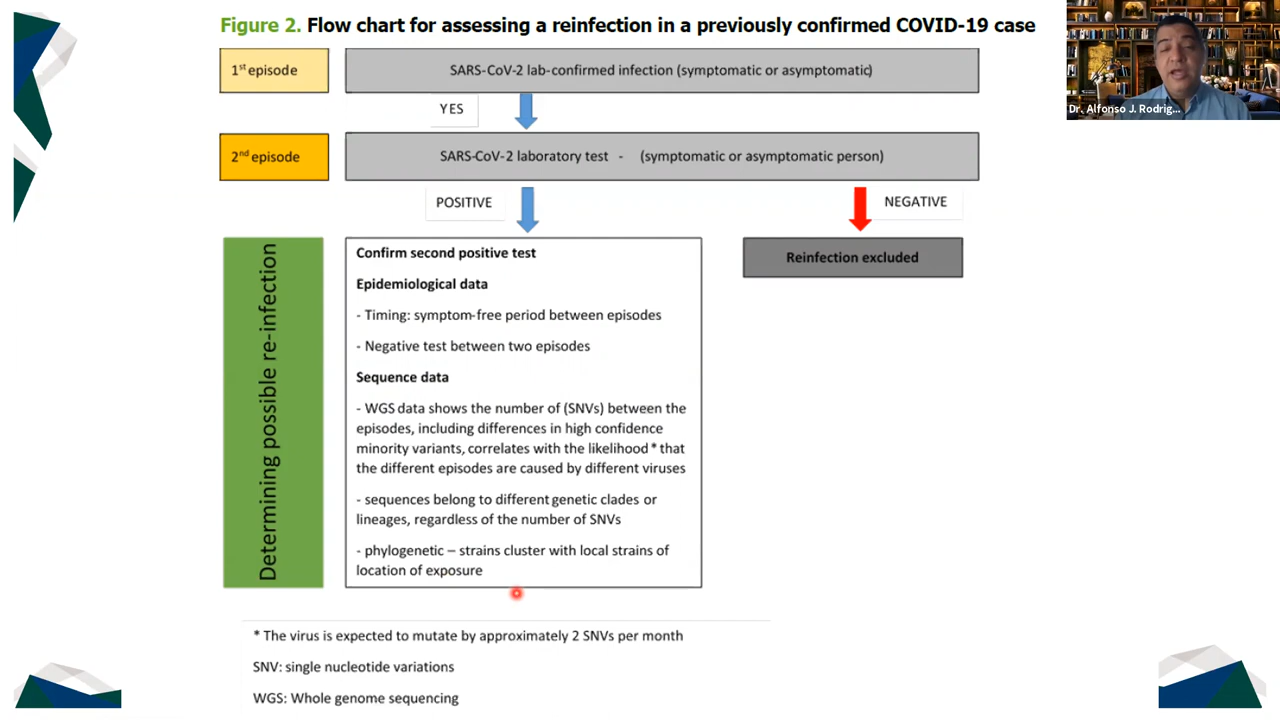 Figure 2. Flow chart for assessing a reinfection in a previously confirmed COVID-19 case
Dr. Alfonso J. Rodrig...
1st episode
SARS-CoV-2 lab-confirmed infection (symptomatic or asymptomatic)
YES
2nd episode
SARS-CoV-2 laboratory test - (symptomatic or asymptomatic person)
POSITIVE
NEGATIVE
Determining possible re-infection
Confirm second positive test
Epidemiological data
- Timing: symptom-free period between episodes
- Negative test between two episodes
Sequence data
- WGS data shows the number of (SNVs) between the
episodes, including differences in high confidence
minority variants, correlates with the likelihood * that
the different episodes are caused by different viruses
- sequences belong to different genetic clades or
lineages, regardless of the number of SNVs
- phylogenetic – strains cluster with local strains of
location of exposure
Reinfection excluded
* The virus is expected to mutate by approximately 2 SNVs per month
SNV: single nucleotide variations
WGS: Whole genome sequencing